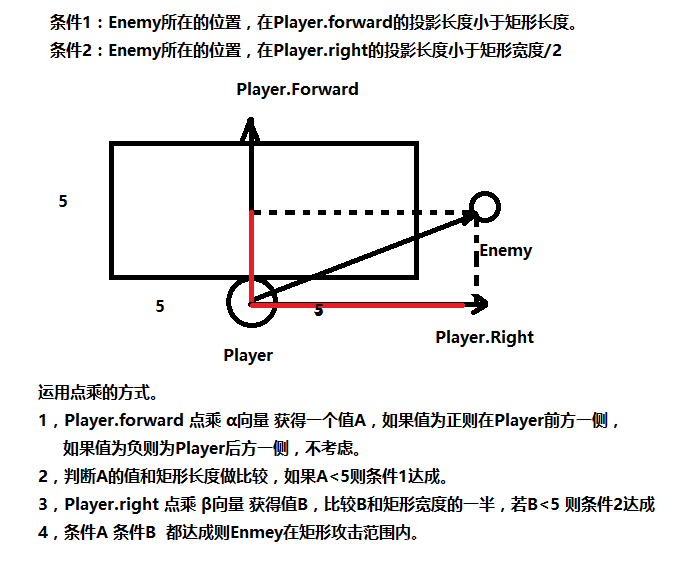 条件1：Enemy所在的位置，在Player.forward的投影长度小于矩形长度。
条件2：Enemy所在的位置，在Player.right的投影长度小于矩形宽度/2
Player.Forward
5
Enemy
5
5
Player.Right
Player
运用点乘的方式。
1，Player.forward 点乘 α向量 获得一个值A，如果值为正则在Player前方一侧，
如果值为负则为Player后方一侧，不考虑。
2，判断A的值和矩形长度做比较，如果A<5则条件1达成。
3，Player.right 点乘 β向量 获得值B，比较B和矩形宽度的一半，若B<5 则条件2达成
4，条件A 条件B  都达成则Enmey在矩形攻击范围内。